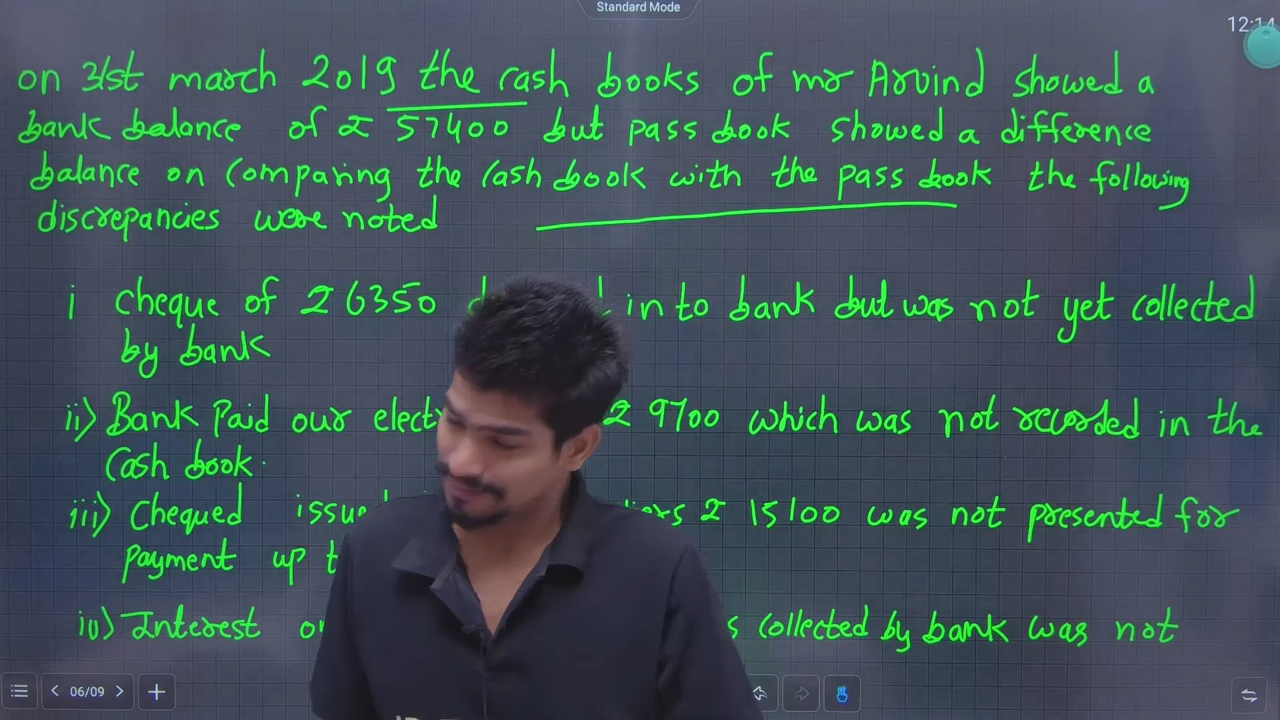 Standard Mode
12:14
on 31st march 2019 the cash books of mr Arvind showed a
bank balance of ₹ 57400 but pass book showed a difference
balance on comparing the cash book with the pass book the following
discrepancies were noted
i cheque of ₹ 6350 in to bank but was not yet collected
by bank
ii) Bank Paid our ₹ 9700 which was not recorded in the
Cash book.
iii) Chequed ₹ 15100 was not presented for
payment up
iv) Interest collected by bank was not
06/09